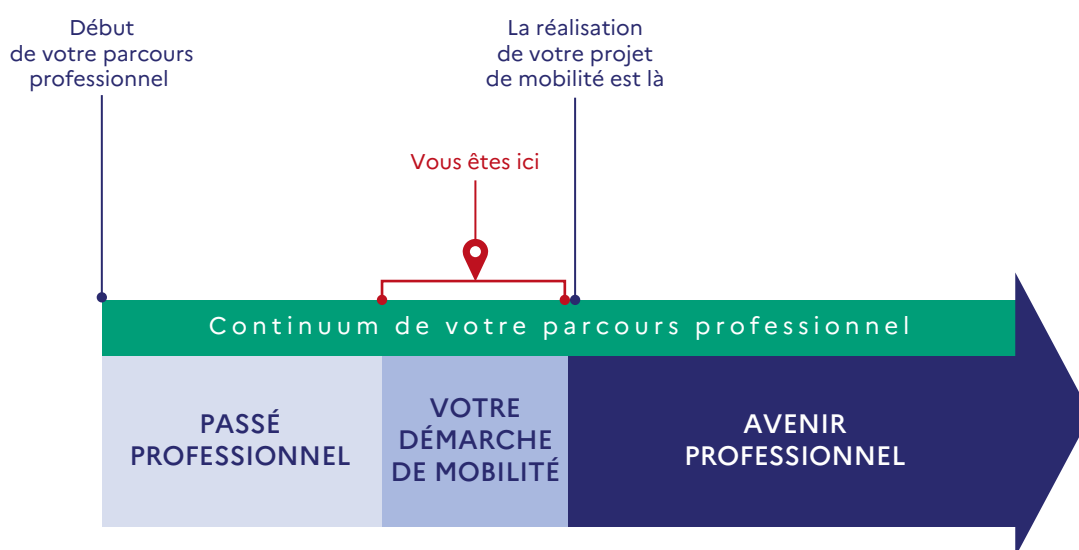 Début
de votre parcours
professionnel
La réalisation
de votre projet
de mobilité est là
Vous êtes ici
Continuum de votre parcours professionnel
PASSÉ
PROFESSIONNEL
VOTRE
DÉMARCHE
DE MOBILITÉ
AVENIR
PROFESSIONNEL